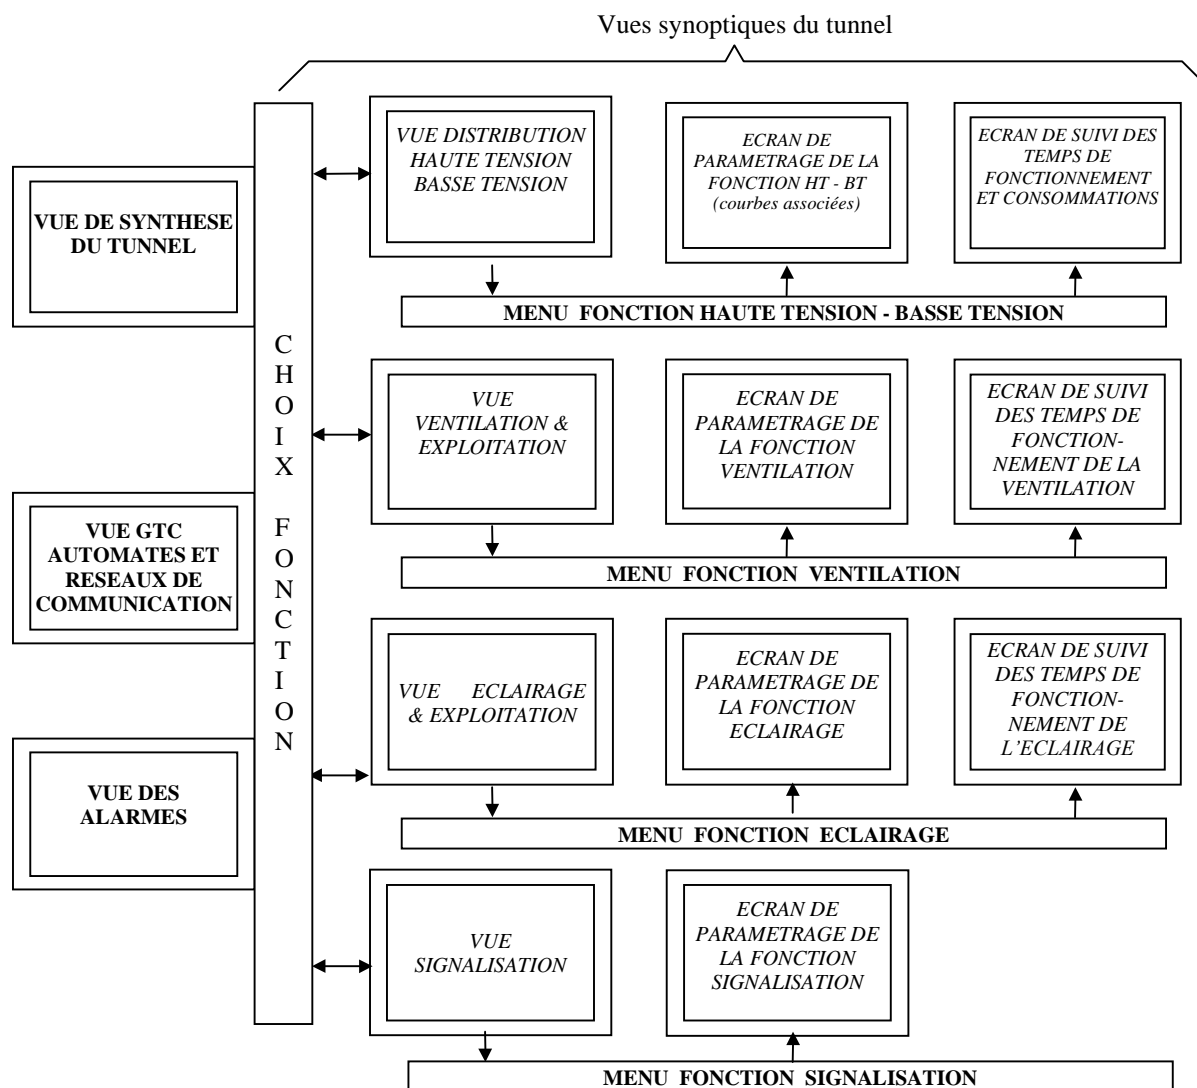 Vues synoptiques du tunnel
VUE DE SYNTHESE
DU TUNNEL
VUE GTC
AUTOMATES ET
RESEAUX DE
COMMUNICATION
VUE DES
ALARMES
C
H
O
I
X
F
O
N
C
T
I
O
N
VUE DISTRIBUTION
HAUTE TENSION
BASSE TENSION
ECRAN DE
PARAMETRAGE DE LA
FONCTION HT - BT
(courbes associées)
ECRAN DE SUIVI DES
TEMPS DE
FONCTIONNEMENT
ET CONSOMMATIONS
MENU FONCTION HAUTE TENSION - BASSE TENSION
VUE
VENTILATION &
EXPLOITATION
ECRAN DE
PARAMETRAGE DE
LA FONCTION
VENTILATION
ECRAN DE SUIVI
DES TEMPS DE
FONCTION-
NEMENT DE LA
VENTILATION
MENU FONCTION VENTILATION
VUE ECLAIRAGE
& EXPLOITATION
ECRAN DE
PARAMETRAGE DE
LA FONCTION
ECLAIRAGE
ECRAN DE SUIVI
DES TEMPS DE
FONCTION-
NEMENT DE
L'ECLAIRAGE
MENU FONCTION ECLAIRAGE
VUE
SIGNALISATION
ECRAN DE
PARAMETRAGE DE
LA FONCTION
SIGNALISATION
MENU FONCTION SIGNALISATION